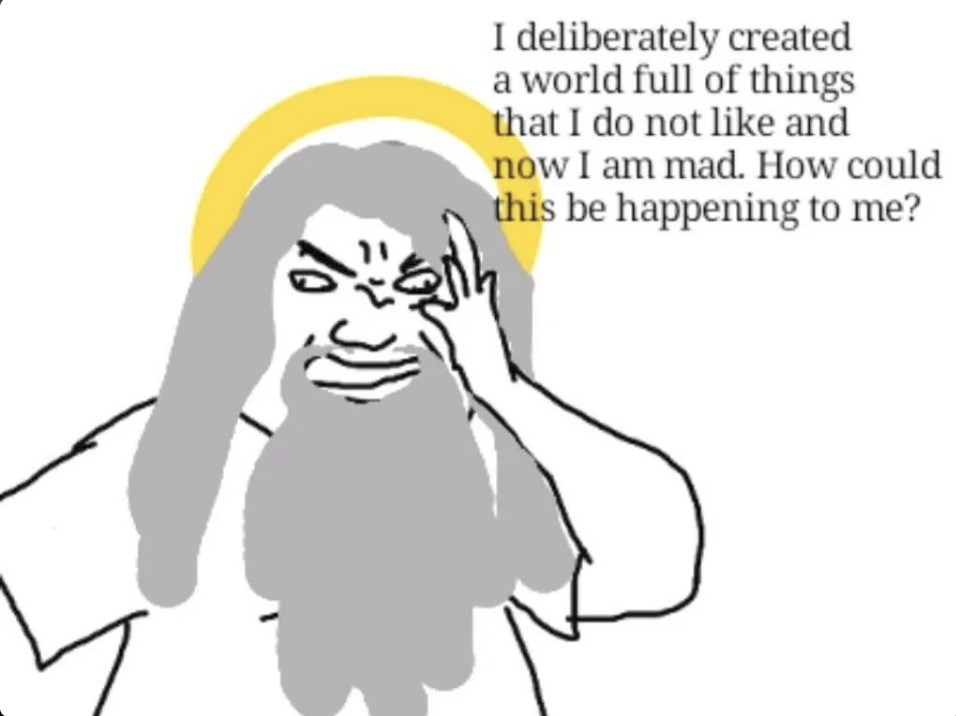 I deliberately created
a world full of things
that I do not like and
now I am mad. How could
this be happening to me?